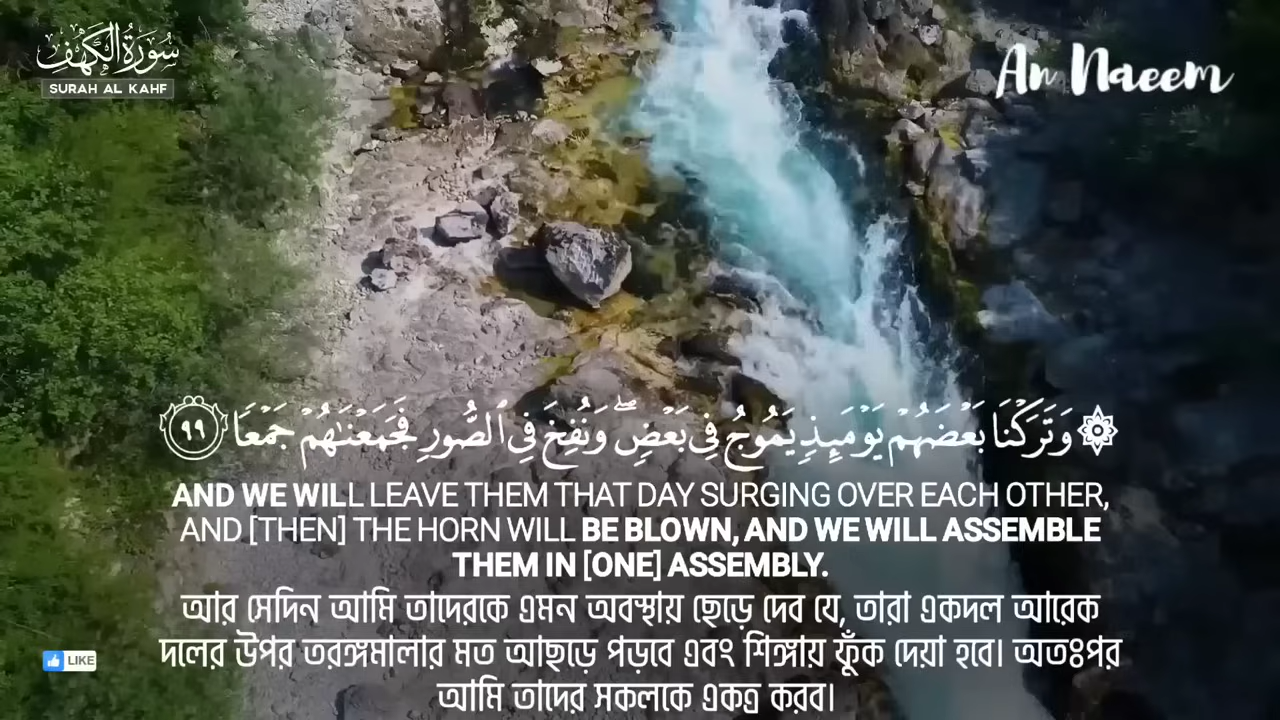 سُورَةُ الكَهْفِ
SURAH AL KAHF
An Naeem
وَتَرَكْنَا بَعْضَهُمْ يَوْمَئِذٍ يَمُوجُ فِى بَعْضٍ ۖ وَنُفِخَ فِى ٱلصُّورِ فَجَمَعْنَـٰهُمْ جَمْعًا ٩٩
AND WE WILL LEAVE THEM THAT DAY SURGING OVER EACH OTHER,
AND [THEN] THE HORN WILL BE BLOWN, AND WE WILL ASSEMBLE
THEM IN [ONE] ASSEMBLY.
আর সেদিন আমি তাদেরকে এমন অবস্থায় ছেড়ে দেব যে, তারা একদল আরেক
দলের উপর তরঙ্গমালার মত আছড়ে পড়বে এবং শিঙ্গায় ফুঁক দেয়া হবে। অতঃপর
আমি তাদের সকলকে একত্র করব।
LIKE